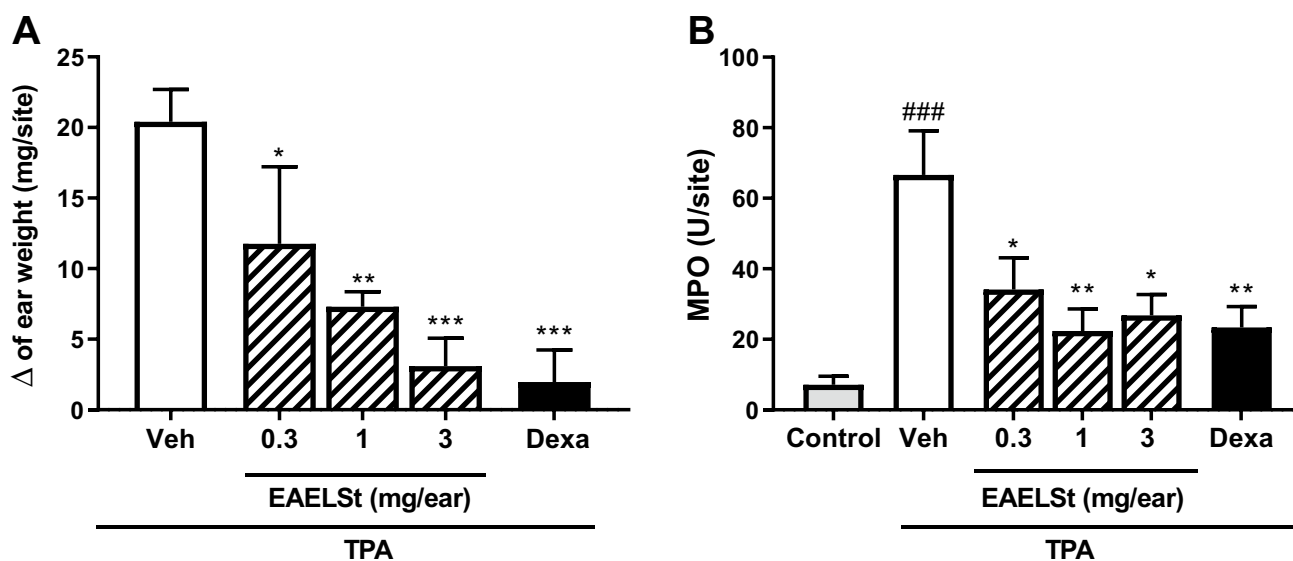 A
Δ of ear weight (mg/síte)
25
20
15
10
5
0
*
**
***
***
Veh
0.3
1
3
Dexa
EAELSt (mg/ear)
TPA
B
MPO (U/site)
100
80
60
40
20
0
###
*
**
*
**
Control
Veh
0.3
1
3
Dexa
EAELSt (mg/ear)
TPA